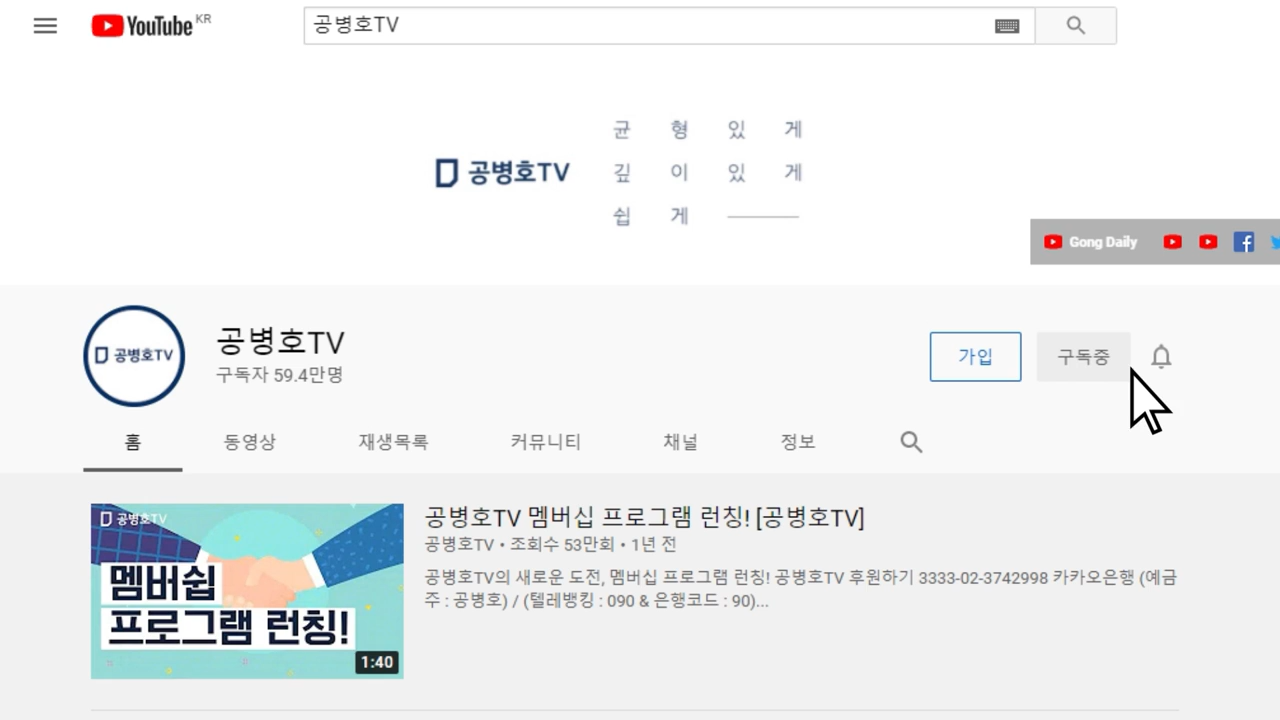 YouTube KR
공병호TV
공병호TV
균 형 있 게
깊 이 있 게
쉽 게
Gong Daily
공병호TV
공병호TV
구독자 59.4만명
가입
구독중
홈 동영상 재생목록 커뮤니티 채널 정보
공병호TV
멤버쉽
프로그램 런칭!
1:40
공병호TV 멤버십 프로그램 런칭! [공병호TV]
공병호TV • 조회수 53만회 • 1년 전
공병호TV의 새로운 도전, 멤버십 프로그램 런칭! 공병호TV 후원하기 3333-02-3742998 카카오은행 (예금
주 : 공병호) / (텔레뱅킹 : 090 & 은행코드 : 90)...